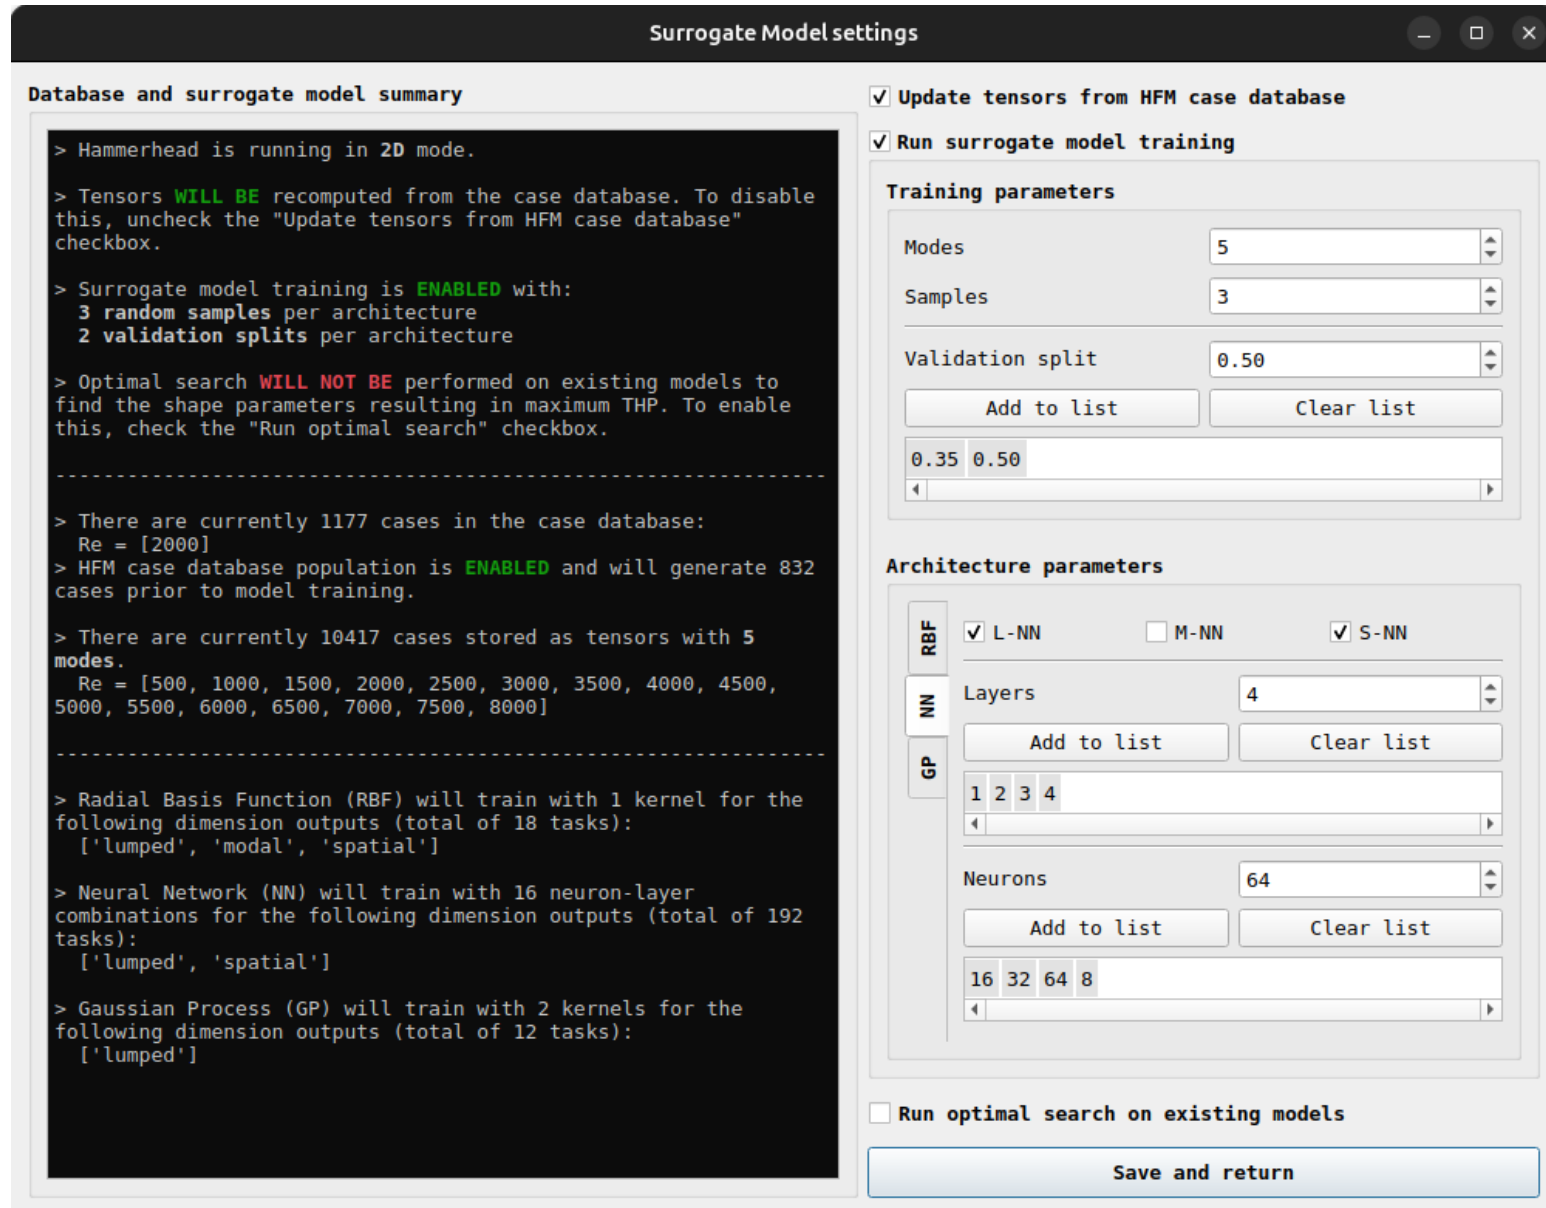 Surrogate Model settings
Database and surrogate model summary
> Hammerhead is running in 2D mode.
> Tensors WILL BE recomputed from the case database. To disable
this, uncheck the "Update tensors from HFM case database"
checkbox.
> Surrogate model training is ENABLED with:
3 random samples per architecture
2 validation splits per architecture
> Optimal search WILL NOT BE performed on existing models to
find the shape parameters resulting in maximum THP. To enable
this, check the "Run optimal search" checkbox.
----------------------------------------------------------------
> There are currently 1177 cases in the case database:
Re = [2000]
> HFM case database population is ENABLED and will generate 832
cases prior to model training.
> There are currently 10417 cases stored as tensors with 5
modes.
Re = [500, 1000, 1500, 2000, 2500, 3000, 3500, 4000, 4500,
5000, 5500, 6000, 6500, 7000, 7500, 8000]
----------------------------------------------------------------
> Radial Basis Function (RBF) will train with 1 kernel for the
following dimension outputs (total of 18 tasks):
['lumped', 'modal', 'spatial']
> Neural Network (NN) will train with 16 neuron-layer
combinations for the following dimension outputs (total of 192
tasks):
['lumped', 'spatial']
> Gaussian Process (GP) will train with 2 kernels for the
following dimension outputs (total of 12 tasks):
['lumped']
Update tensors from HFM case database
Run surrogate model training
Training parameters
Modes 5
Samples 3
Validation split 0.50
Add to list Clear list
0.35 0.50
Architecture parameters
RBF
NN
GP
L-NN M-NN S-NN
Layers 4
Add to list Clear list
1 2 3 4
Neurons 64
Add to list Clear list
16 32 64 8
Run optimal search on existing models
Save and return